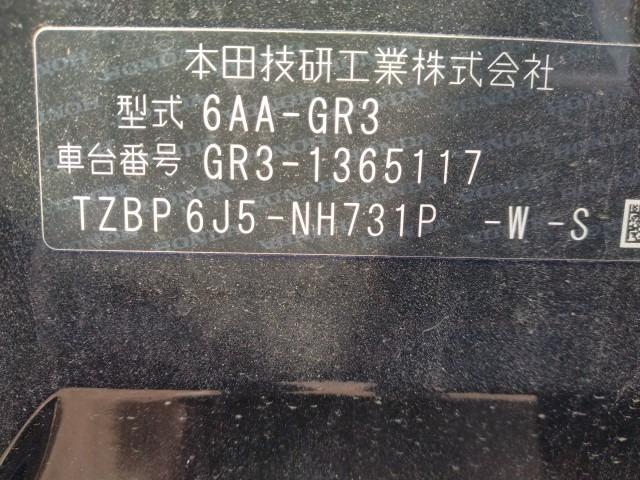 本田技研工業株式会社
型式 6AA-GR3
車台番号 GR3-1365117
TZBP 6J5-NH731P -W -S